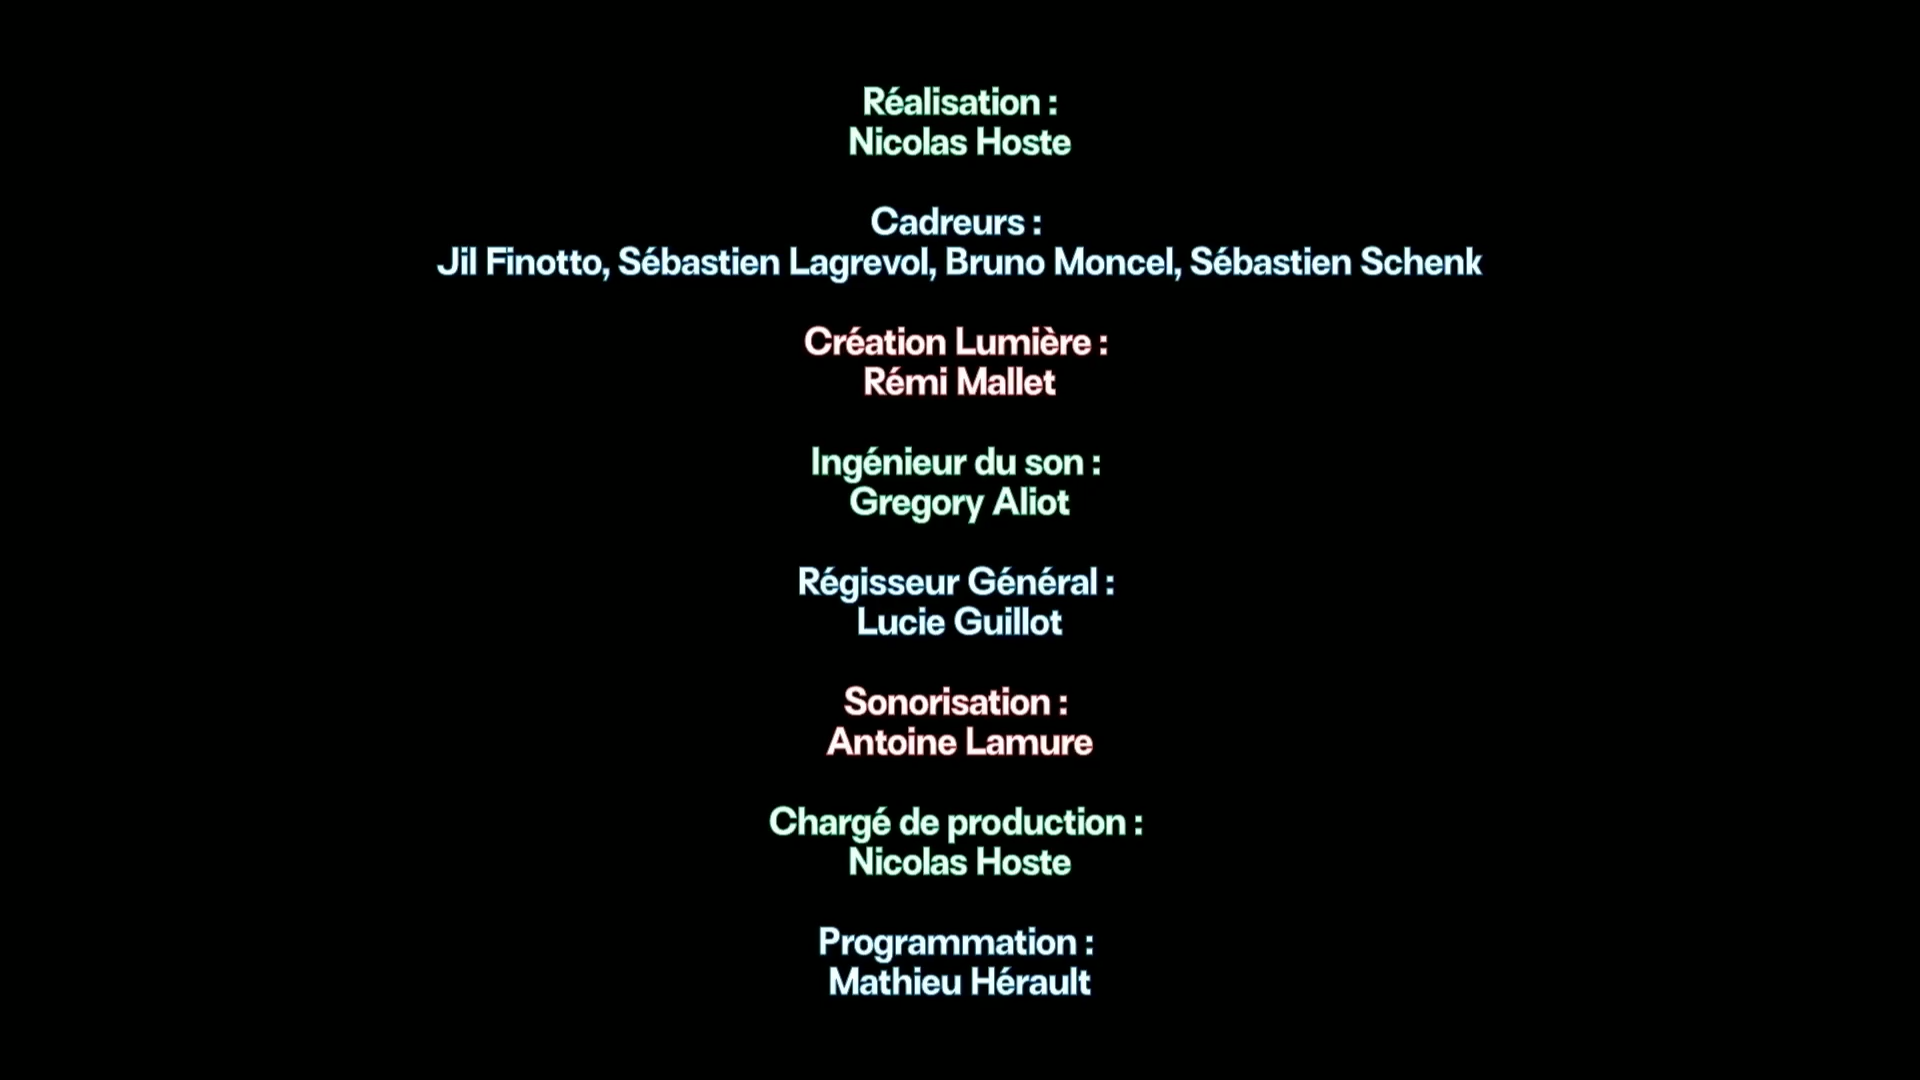 Réalisation :
Nicolas Hoste
Cadreurs :
Jil Finotto, Sébastien Lagrevol, Bruno Moncel, Sébastien Schenk
Création Lumière :
Rémi Mallet
Ingénieur du son :
Gregory Aliot
Régisseur Général :
Lucie Guillot
Sonorisation :
Antoine Lamure
Chargé de production :
Nicolas Hoste
Programmation :
Mathieu Hérault